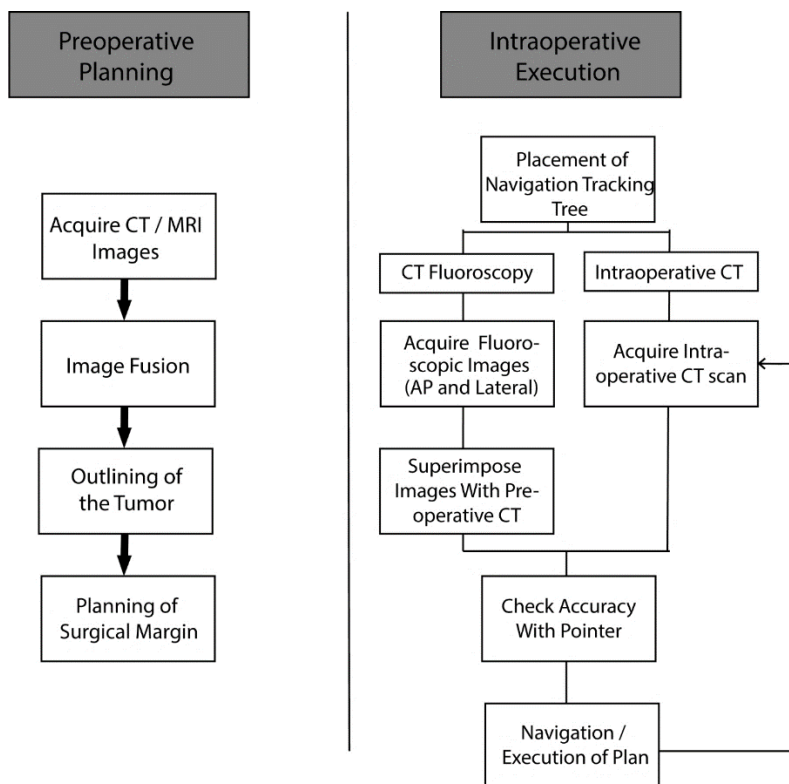 Preoperative
Planning
Acquire CT / MRI
Images
Image Fusion
Outlining of
the Tumor
Planning of
Surgical Margin
Intraoperative
Execution
Placement of
Navigation Tracking
Tree
CT Fluoroscopy
Intraoperative CT
Acquire Fluoro-
scopic Images
(AP and Lateral)
Acquire Intra-
operative CT scan
Superimpose
Images With Pre-
operative CT
Check Accuracy
With Pointer
Navigation /
Execution of Plan